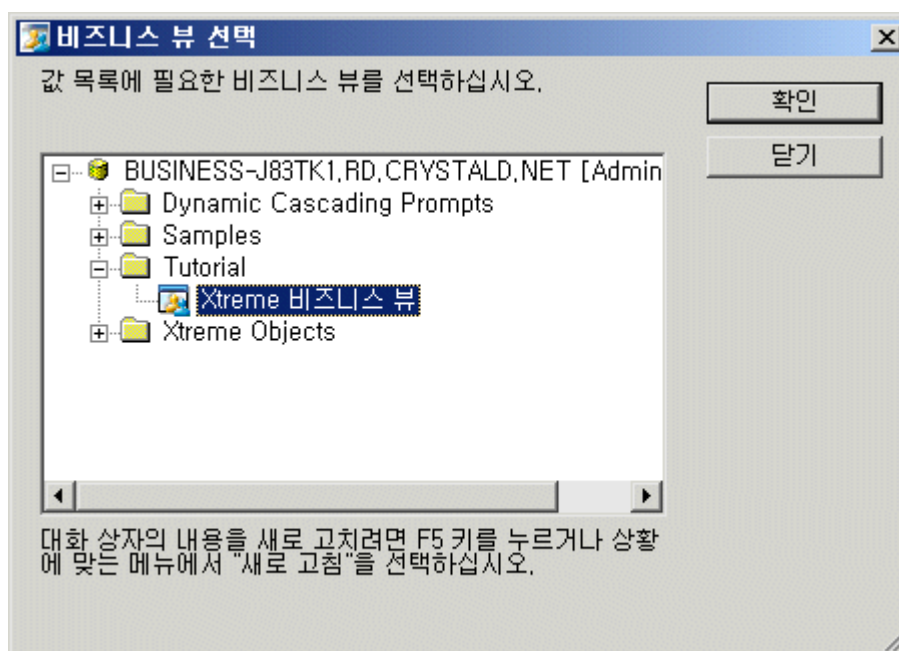 비즈니스 뷰 선택
값 목록에 필요한 비즈니스 뷰를 선택하십시오.
확인
닫기
BUSINESS-J83TK1.RD.CRYSTALD.NET [Admin
Dynamic Cascading Prompts
Samples
Tutorial
Xtreme 비즈니스 뷰
Xtreme Objects
대화 상자의 내용을 새로 고치려면 F5 키를 누르거나 상황
에 맞는 메뉴에서 "새로 고침"을 선택하십시오.